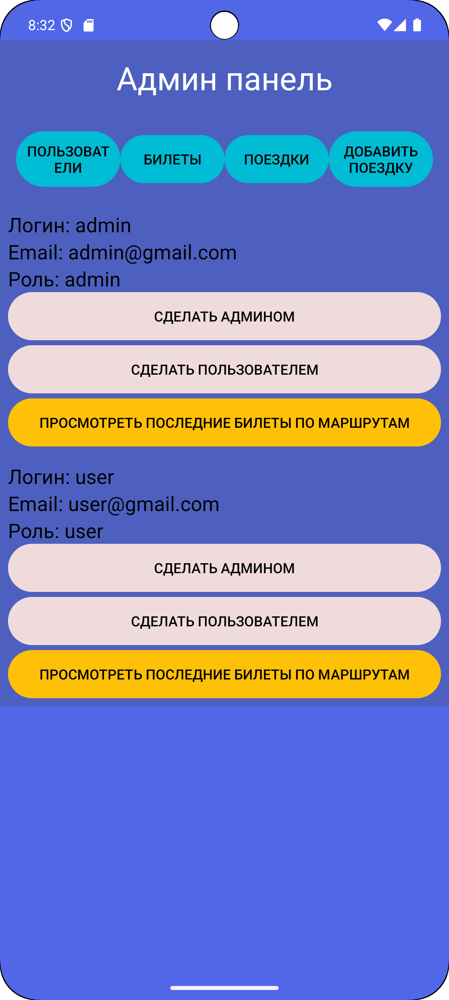 8:32
Админ панель
ПОЛЬЗОВАТ
ЕЛИ
БИЛЕТЫ
ПОЕЗДКИ
ДОБАВИТЬ
ПОЕЗДКУ
Логин: admin
Email: admin@gmail.com
Роль: admin
СДЕЛАТЬ АДМИНОМ
СДЕЛАТЬ ПОЛЬЗОВАТЕЛЕМ
ПРОСМОТРЕТЬ ПОСЛЕДНИЕ БИЛЕТЫ ПО МАРШРУТАМ
Логин: user
Email: user@gmail.com
Роль: user
СДЕЛАТЬ АДМИНОМ
СДЕЛАТЬ ПОЛЬЗОВАТЕЛЕМ
ПРОСМОТРЕТЬ ПОСЛЕДНИЕ БИЛЕТЫ ПО МАРШРУТАМ